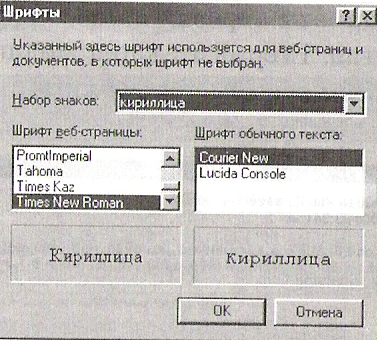 Шрифты
Указанный здесь шрифт используется для веб-страниц и
документов, в которых шрифт не выбран.
Набор знаков: кириллица
Шрифт веб-страницы: Шрифт обычного текста:
PromtImperial Courier New
Tahoma Lucida Console
Times Kaz
Times New Roman
Кириллица Кириллица
OK Отмена